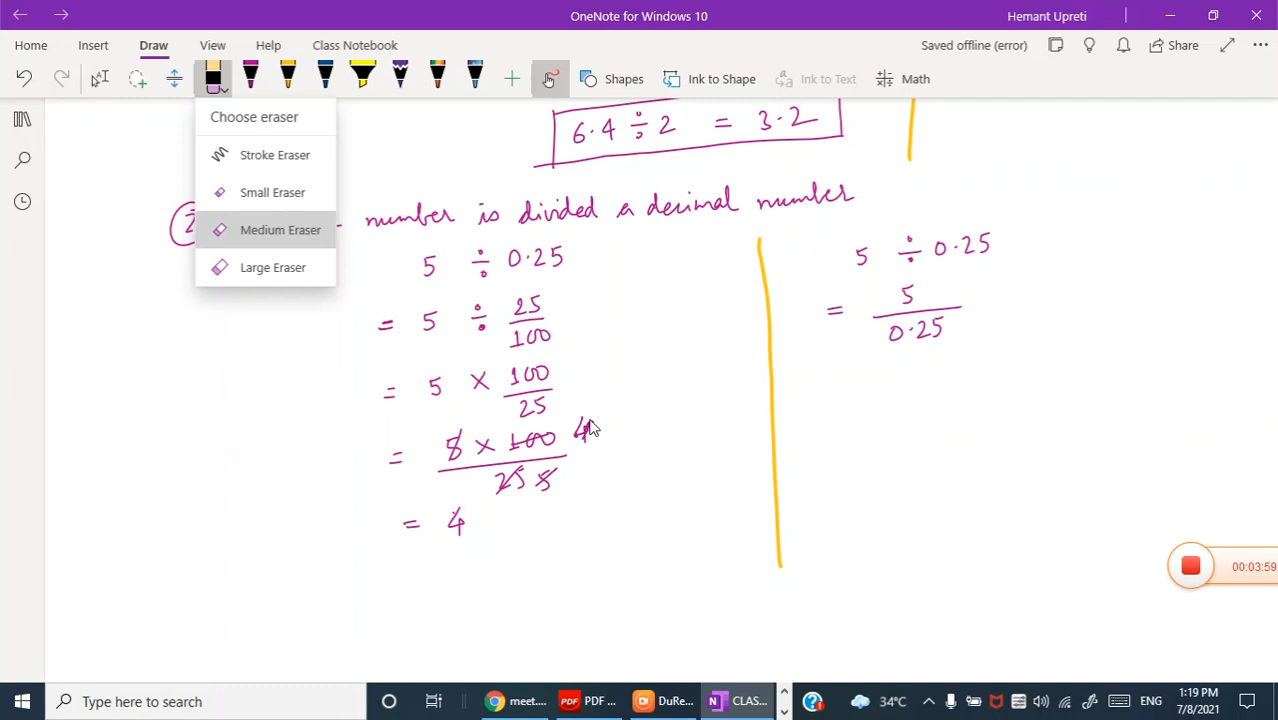 OneNote for Windows 10
Hemant Upreti
Home Insert Draw View Help Class Notebook
Saved offline (error)
Share
Shapes
Ink to Shape
Ink to Text
Math
Choose eraser
Stroke Eraser
Small Eraser
Medium Eraser
Large Eraser
6.4 ÷ 2 = 3.2
number is divided a decimal number
5 ÷ 0.25
= 5 ÷ 25/100
= 5 × 100/25
= 5 × 100 4
25 5
= 4
5 ÷ 0.25
= 5
0.25
00:03:59
Type here to search
meet....
PDF ...
DuRe...
CLAS...
34°C
ENG
1:19 PM
7/8/2021